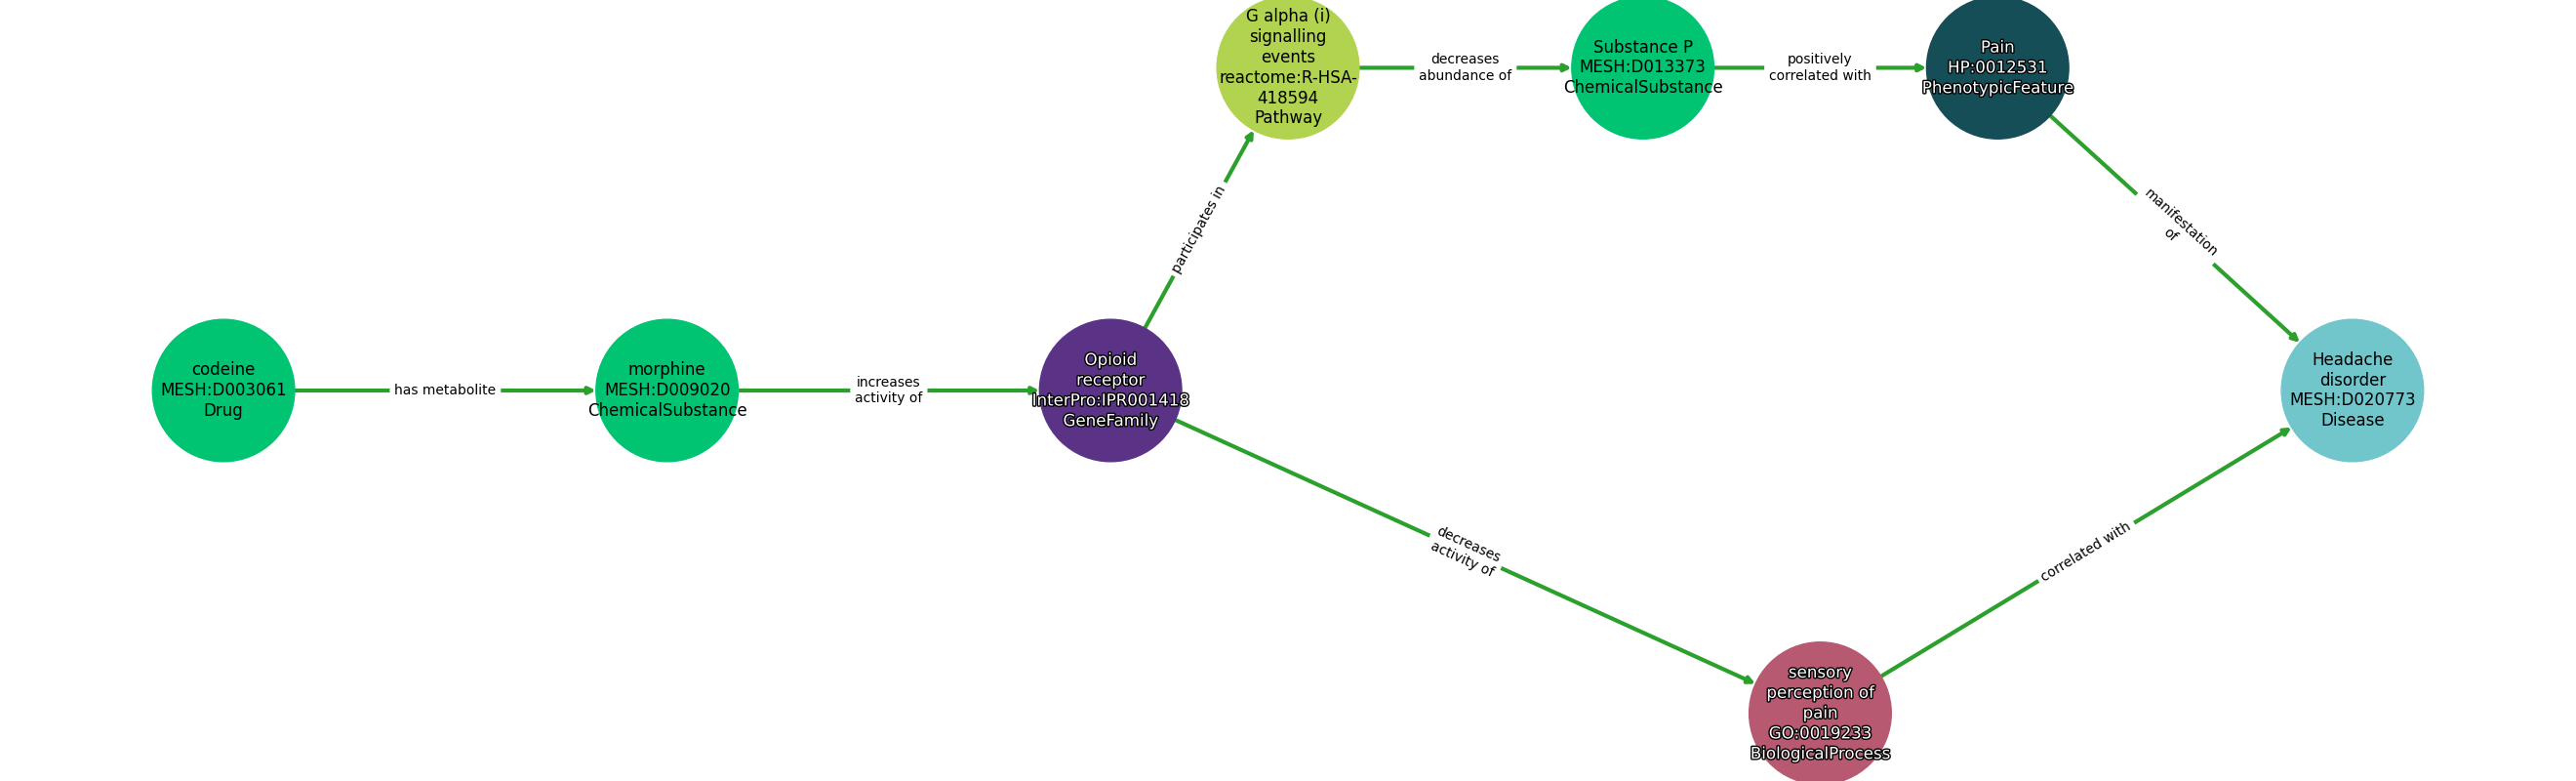 G alpha (i)
signalling
events
reactome:R-HSA-
418594
Pathway
decreases
abundance of
Substance P
MESH:D013373
ChemicalSubstance
positively
correlated with
Pain
HP:0012531
PhenotypicFeature
participates in
manifestation
of
codeine
MESH:D003061
Drug
has metabolite
morphine
MESH:D009020
ChemicalSubstance
increases
activity of
Opioid
receptor
InterPro:IPR001418
GeneFamily
Headache
disorder
MESH:D020773
Disease
decreases
activity of
correlated with
sensory
perception of
pain
GO:0019233
BiologicalProcess